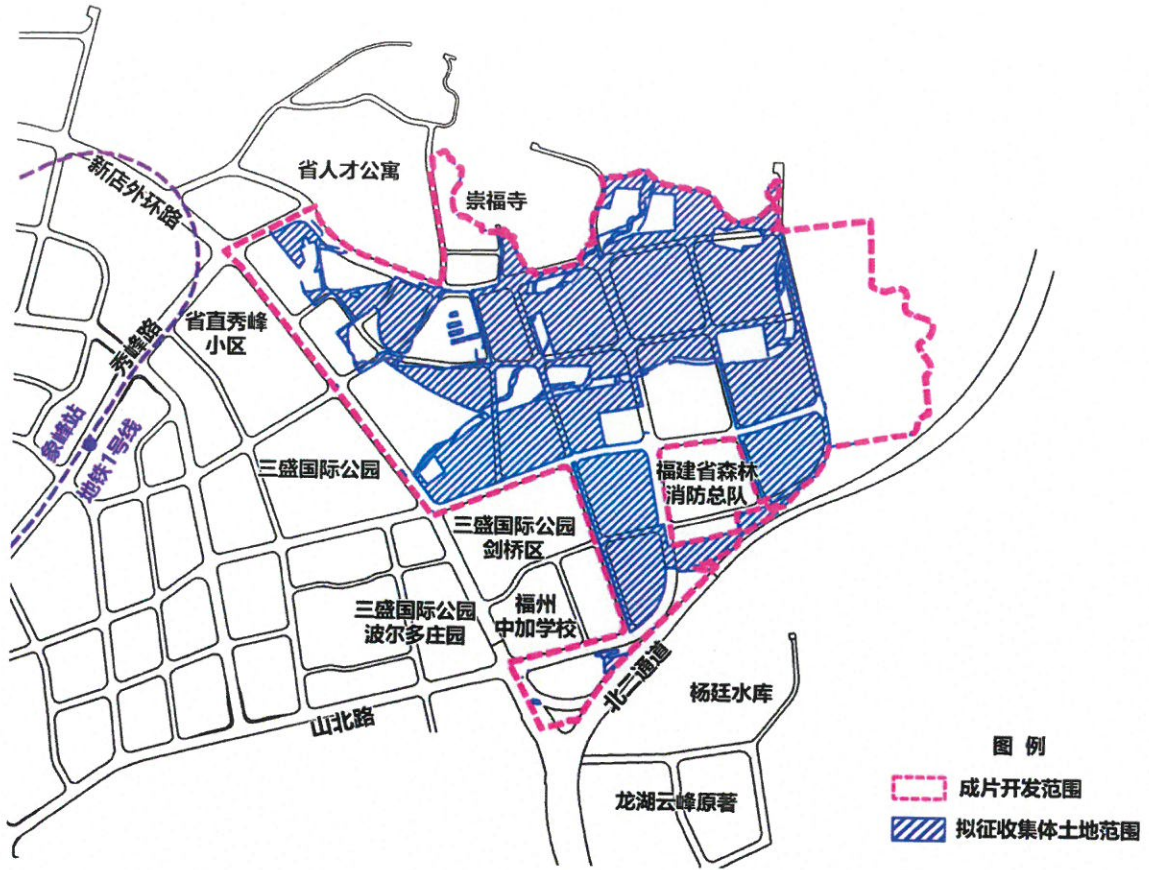 省人才公寓
崇福寺
新店外环路
省直秀峰
小区
秀峰路
象峰站
地铁1号线
三盛国际公园
福建省森林
消防总队
三盛国际公园
剑桥区
三盛国际公园
波尔多庄园
福州
中加学校
北二通道
杨廷水库
山北路
龙湖云峰原著
图 例
成片开发范围
拟征收集体土地范围